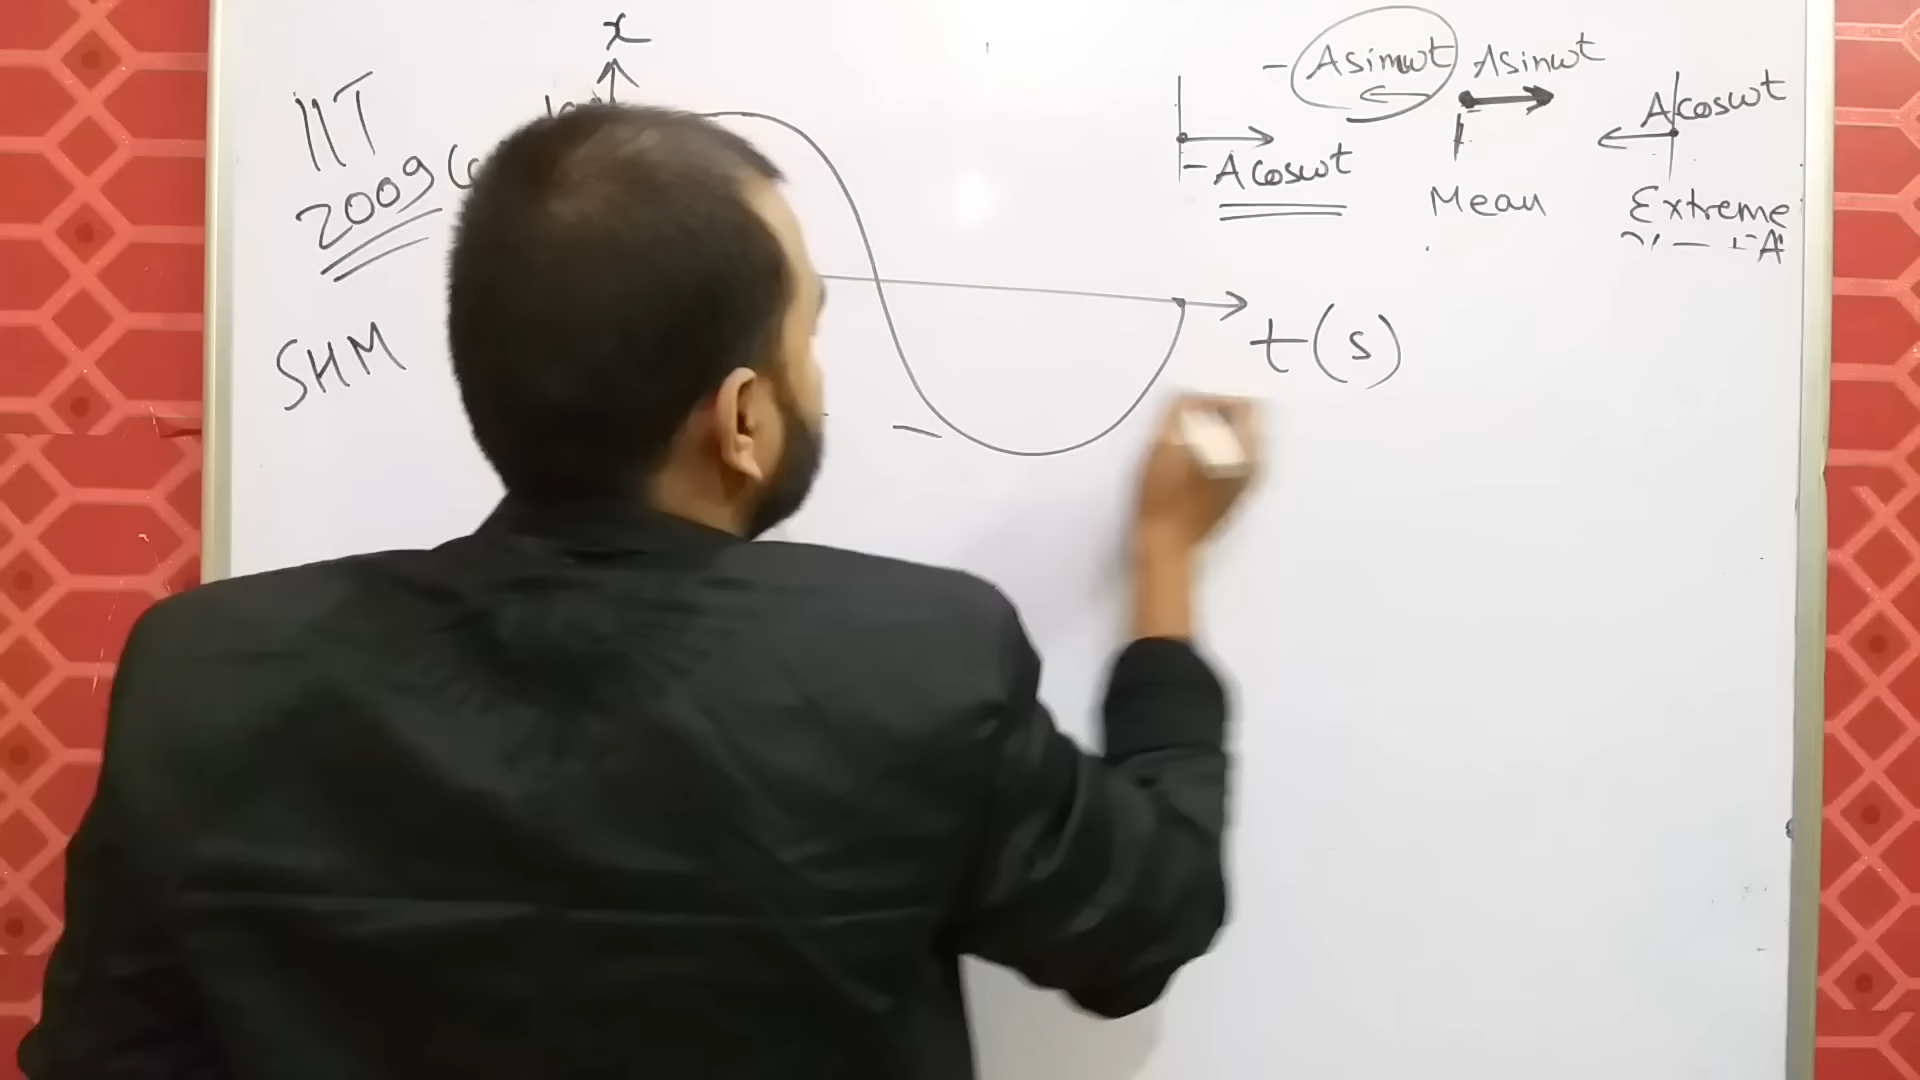 IIT
2009 (
SHM
x
t(s)
- Asinωt
Asinωt
- Acosωt
Mean
Acosωt
Extreme